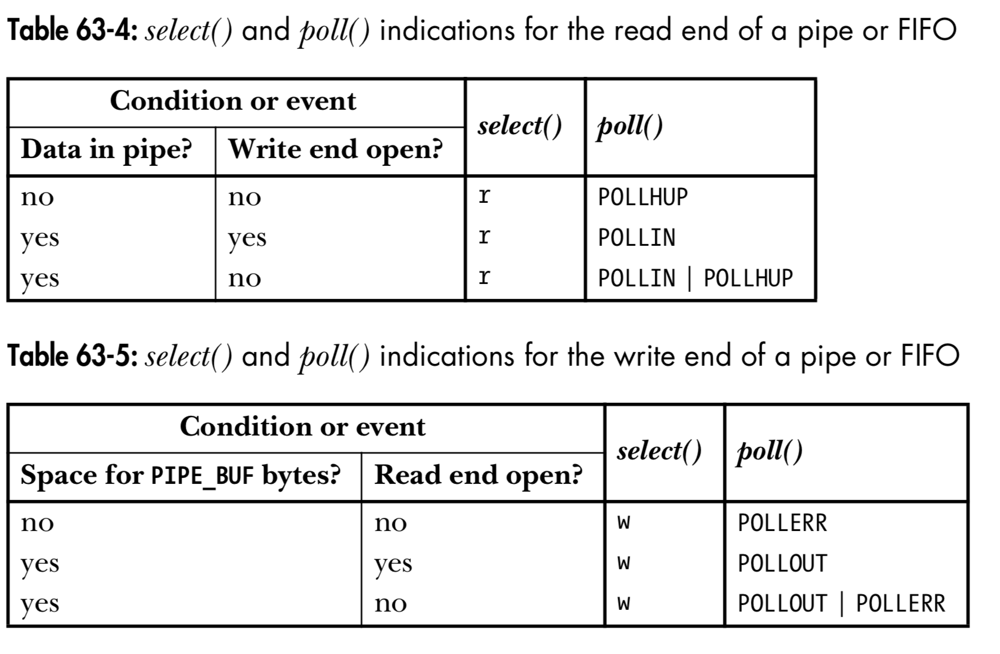 Table 63-4: select() and poll() indications for the read end of a pipe or FIFO
Condition or event
select() poll()
Data in pipe? Write end open?
no no r POLLHUP
yes yes r POLLIN
yes no r POLLIN | POLLHUP
Table 63-5: select() and poll() indications for the write end of a pipe or FIFO
Condition or event
select() poll()
Space for PIPE_BUF bytes? Read end open?
no no w POLLERR
yes yes w POLLOUT
yes no w POLLOUT | POLLERR